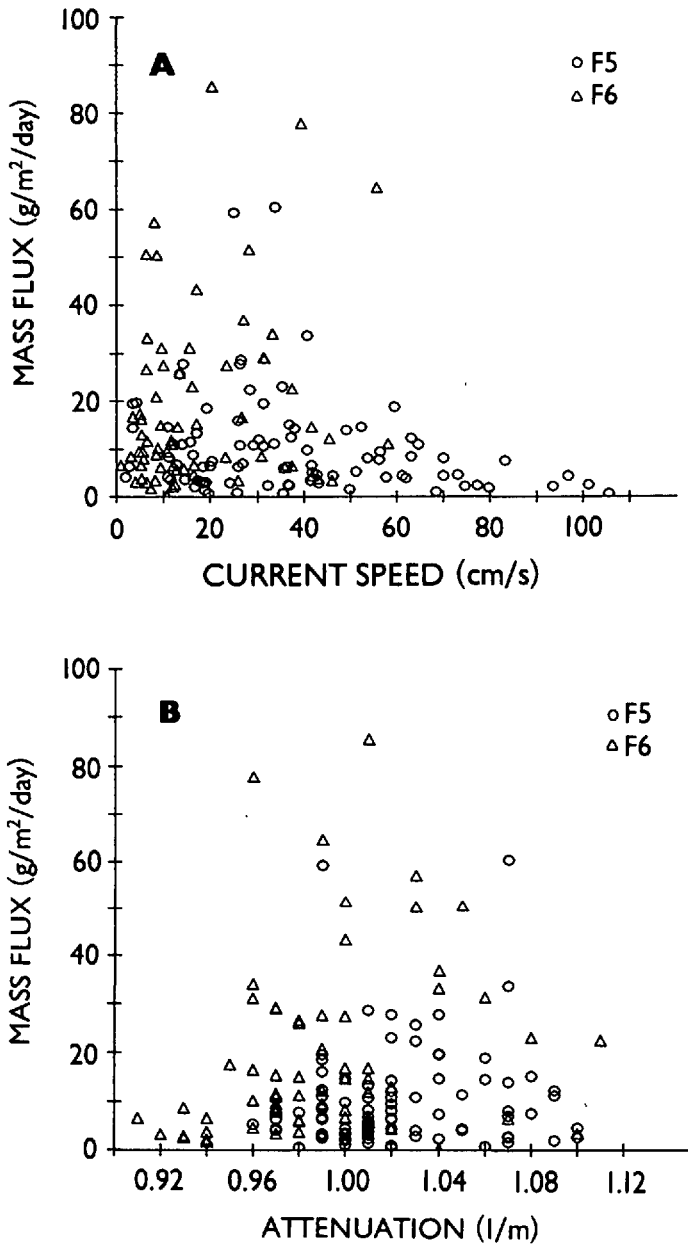 100
80
60
40
20
0
MASS FLUX (g/m²/day)
A
F5
F6
0 20 40 60 80 100
CURRENT SPEED (cm/s)
100
80
60
40
20
0
MASS FLUX (g/m²/day)
B
F5
F6
0.92 0.96 1.00 1.04 1.08 1.12
ATTENUATION (1/m)